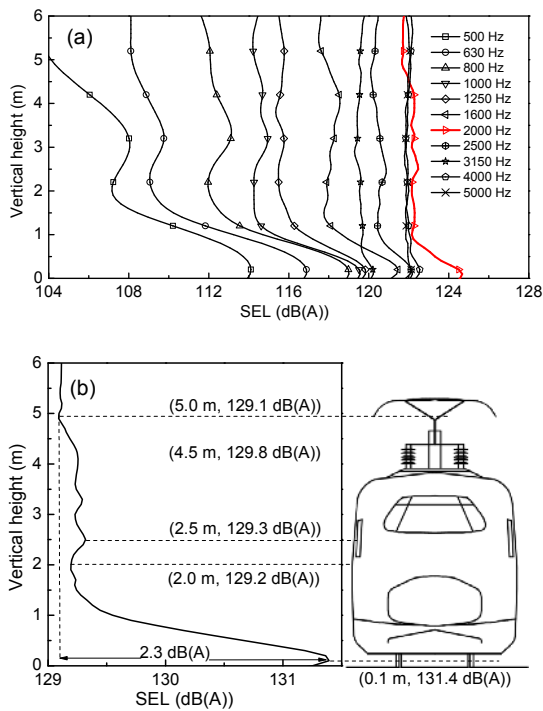 (a)
Vertical height (m)
6
5
4
3
2
1
0
104 108 112 116 120 124 128
SEL (dB(A))
500 Hz
630 Hz
800 Hz
1000 Hz
1250 Hz
1600 Hz
2000 Hz
2500 Hz
3150 Hz
4000 Hz
5000 Hz
(b)
Vertical height (m)
6
5
4
3
2
1
0
(5.0 m, 129.1 dB(A))
(4.5 m, 129.8 dB(A))
(2.5 m, 129.3 dB(A))
(2.0 m, 129.2 dB(A))
2.3 dB(A)
(0.1 m, 131.4 dB(A))
129 130 131
SEL (dB(A))